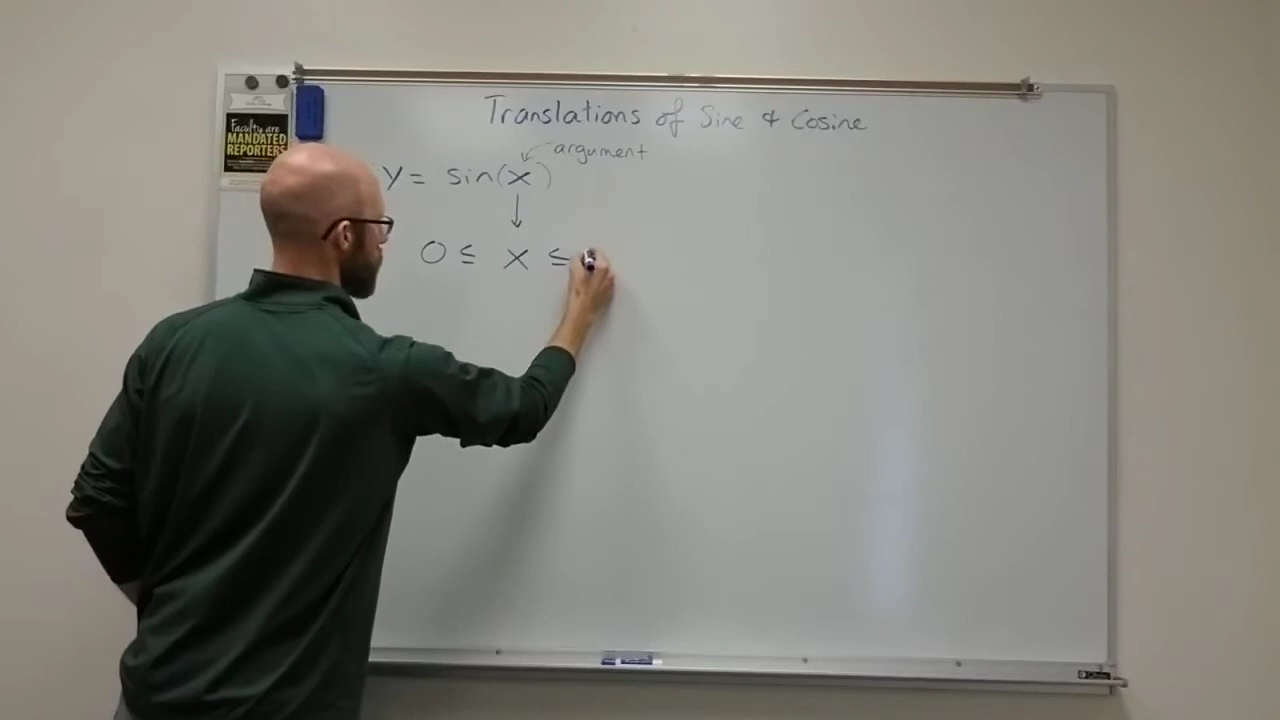 Translations of Sine & Cosine
argument
y = sin(x)
0 ≤ x ≤
Faculty are
MANDATED
REPORTERS